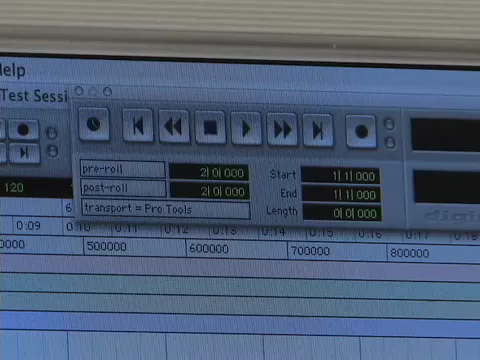 Help
Test Sessi
pre-roll 2| 0| 000
post-roll 2| 0| 000
transport = Pro Tools
Start 1| 1| 000
End 1| 1| 000
Length 0| 0| 000
120
0:09 0:10 0:11 0:12 0:13 0:14 0:15 0:16 0:17 0:18
500000 600000 700000 800000